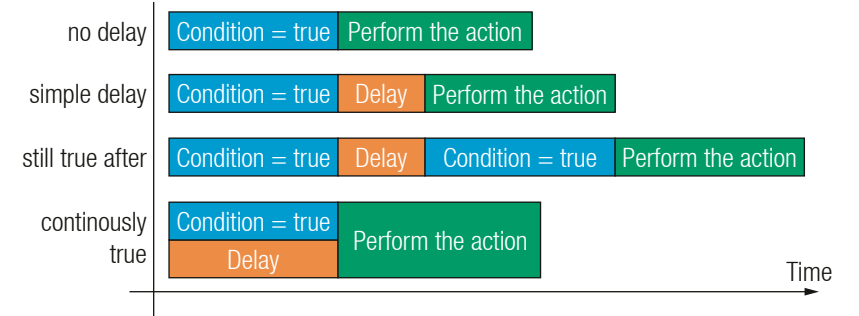 no delay Condition = true Perform the action
simple delay Condition = true Delay Perform the action
still true after Condition = true Delay Condition = true Perform the action
continously
true
Condition = true
Delay
Perform the action
Time